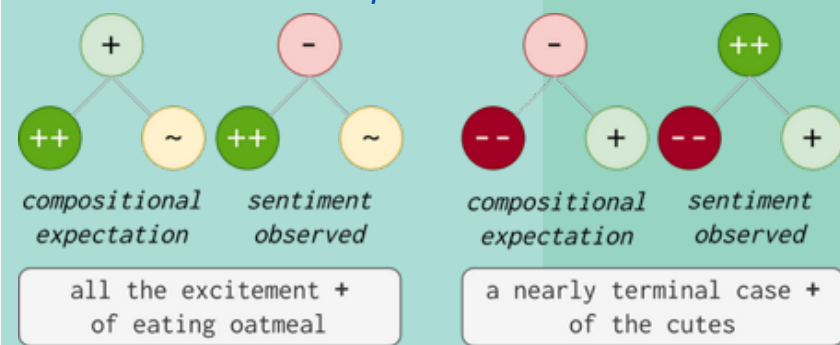 + - - ++
++ ~ ++ ~ -- + -- +
compositional sentiment compositional sentiment
expectation observed expectation observed
all the excitement + a nearly terminal case +
of eating oatmeal of the cutes